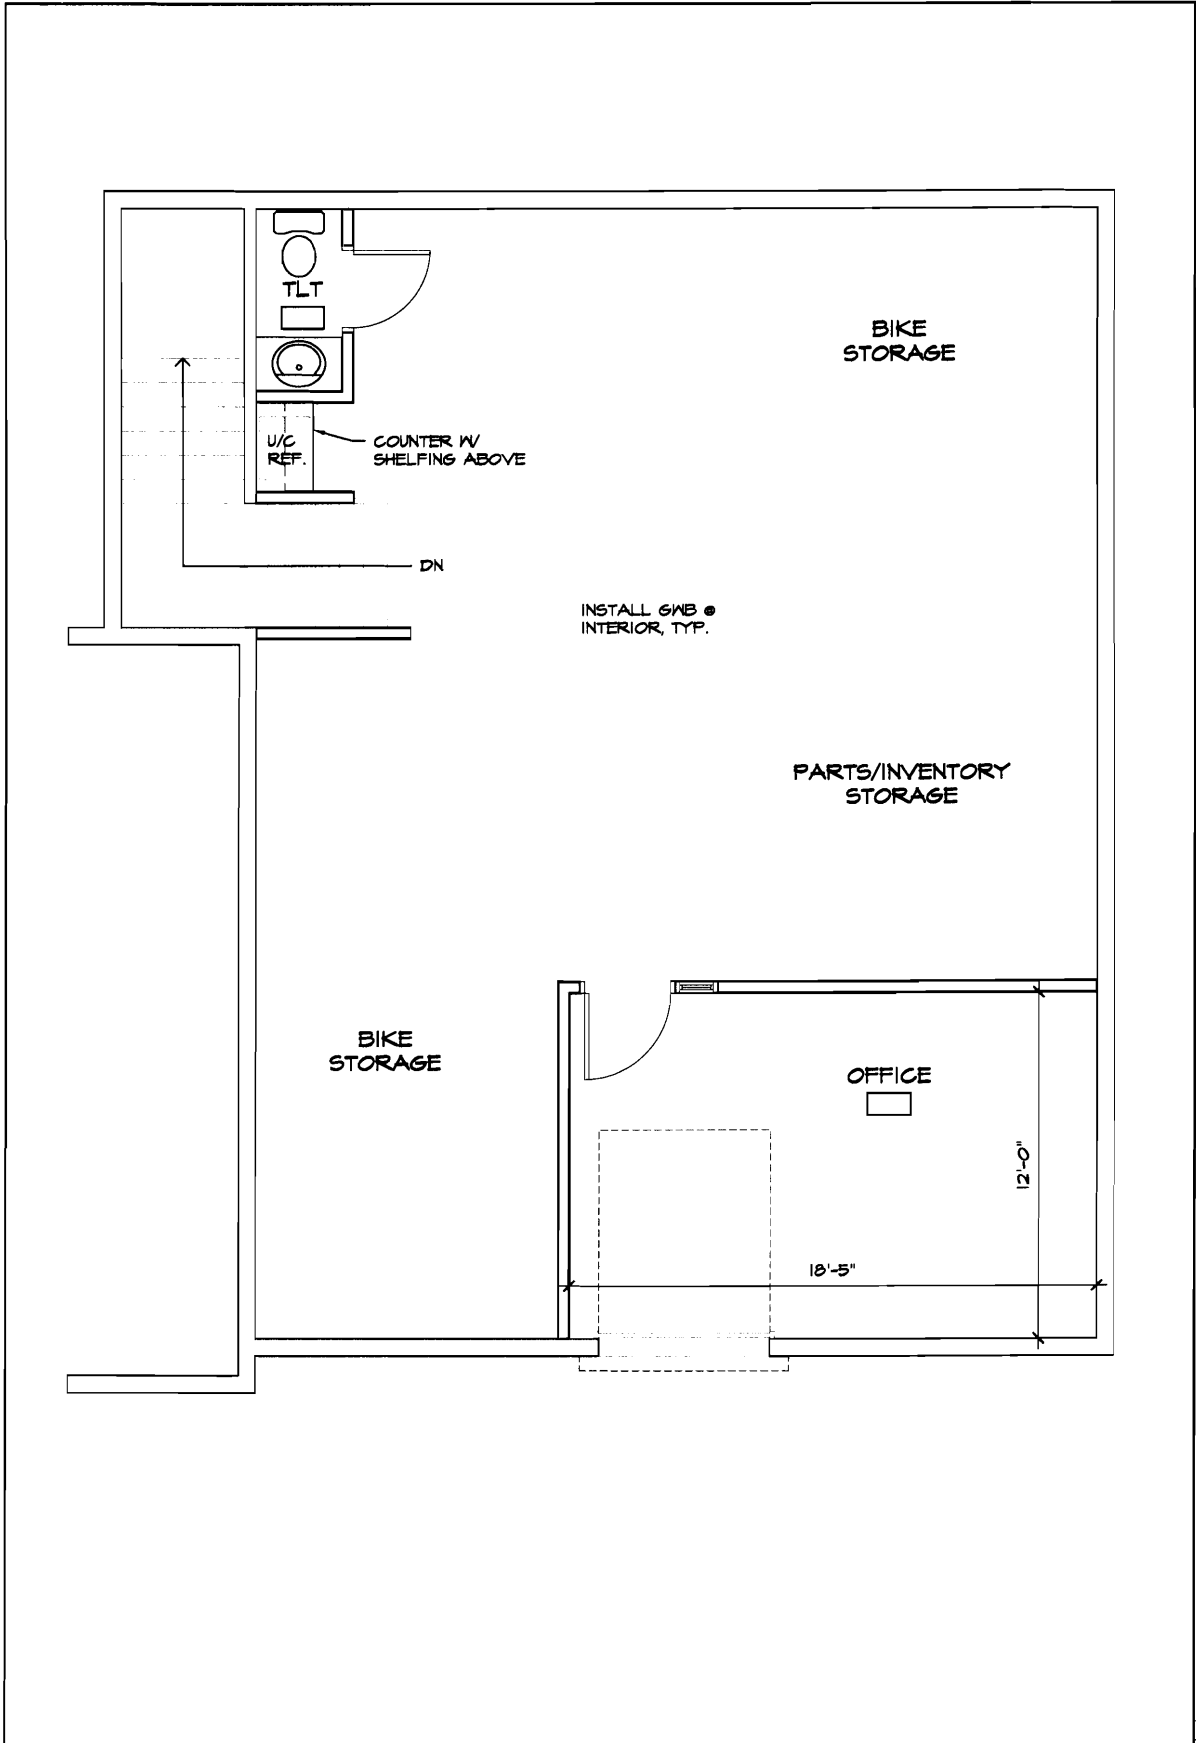 TLT
BIKE
STORAGE
U/C
REF.
COUNTER W/
SHELFING ABOVE
DN
INSTALL GWB @
INTERIOR, TYP.
PARTS/INVENTORY
STORAGE
BIKE
STORAGE
OFFICE
12'-0"
18'-5"